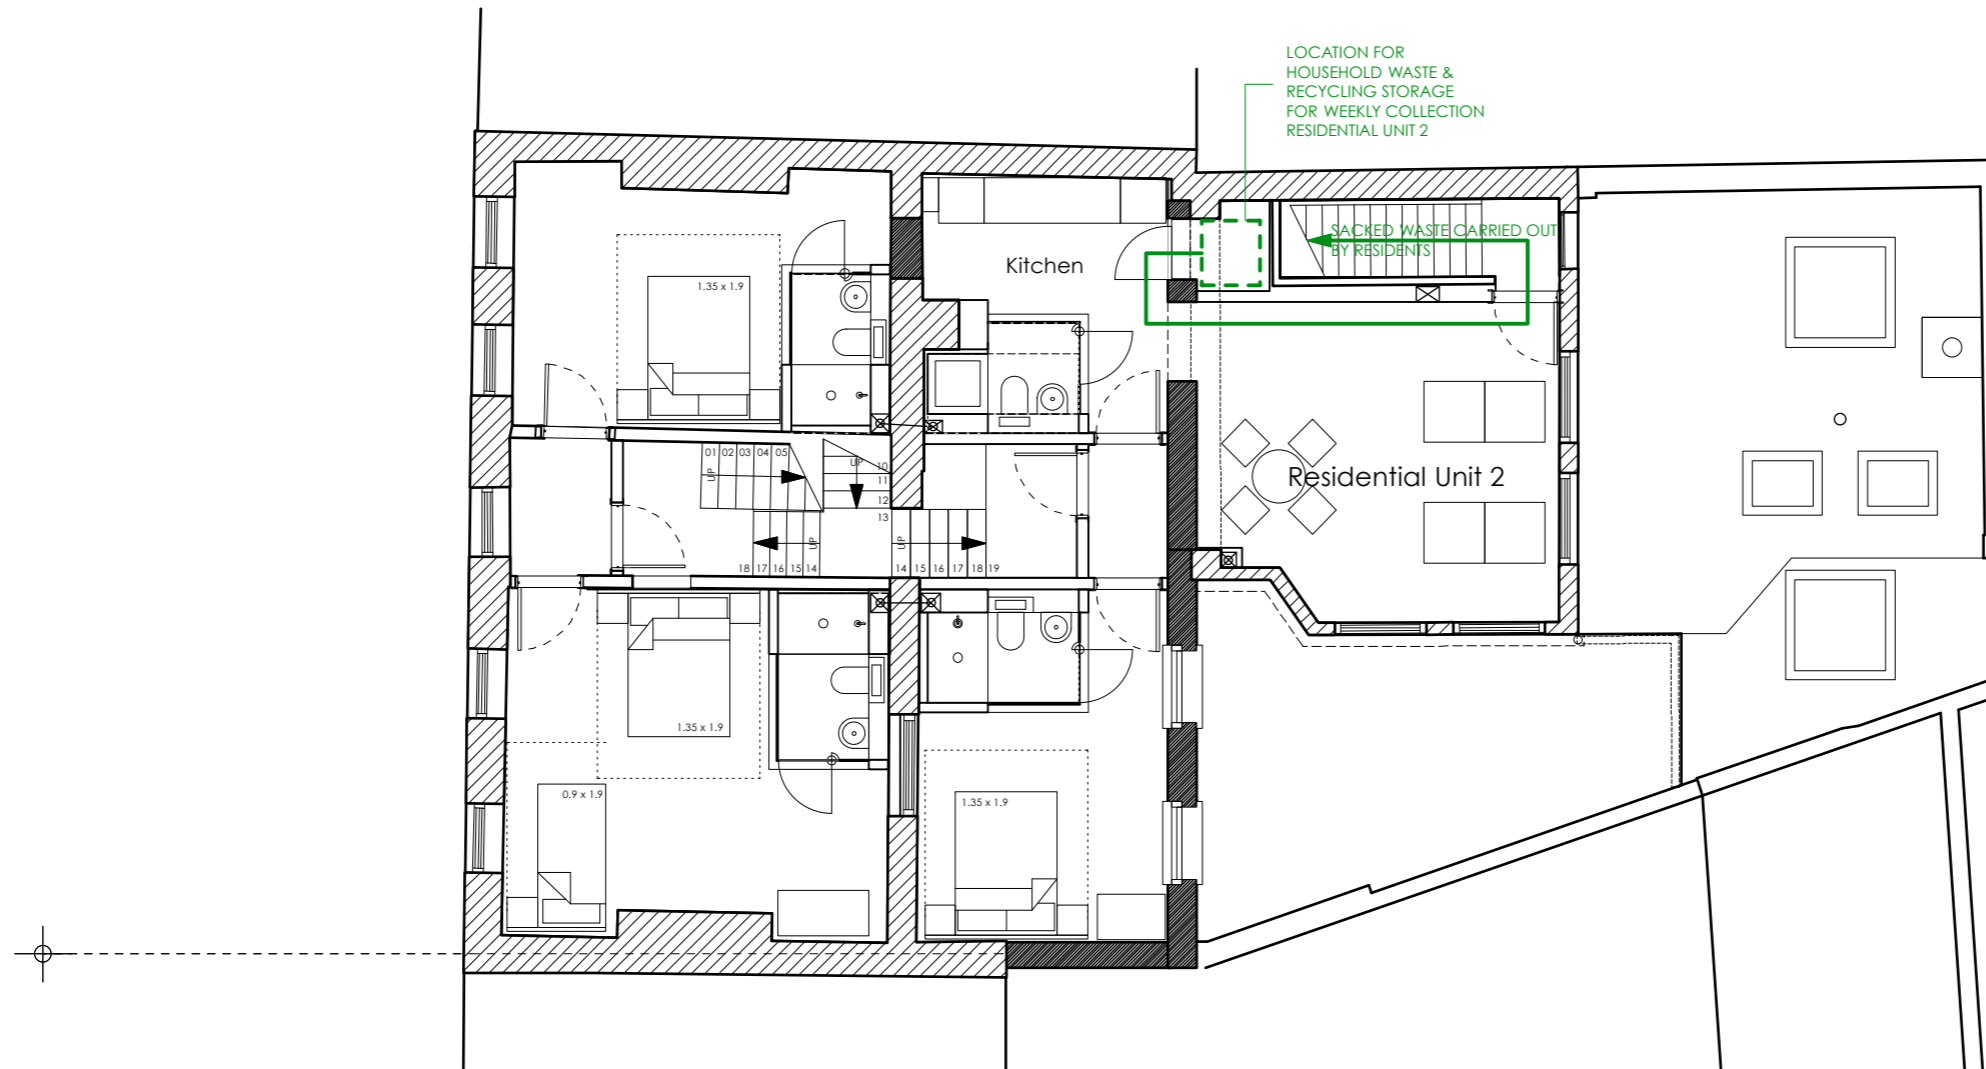 LOCATION FOR
HOUSEHOLD WASTE &
RECYCLING STORAGE
FOR WEEKLY COLLECTION
RESIDENTIAL UNIT 2
SACKED WASTE CARRIED OUT
BY RESIDENTS
Kitchen
1.35 x 1.9
Residential Unit 2
01 02 03 04 05
UP
UP
10
11
12
13
UP
18 17 16 15 14
UP
14 15 16 17 18 19
1.35 x 1.9
0.9 x 1.9
1.35 x 1.9